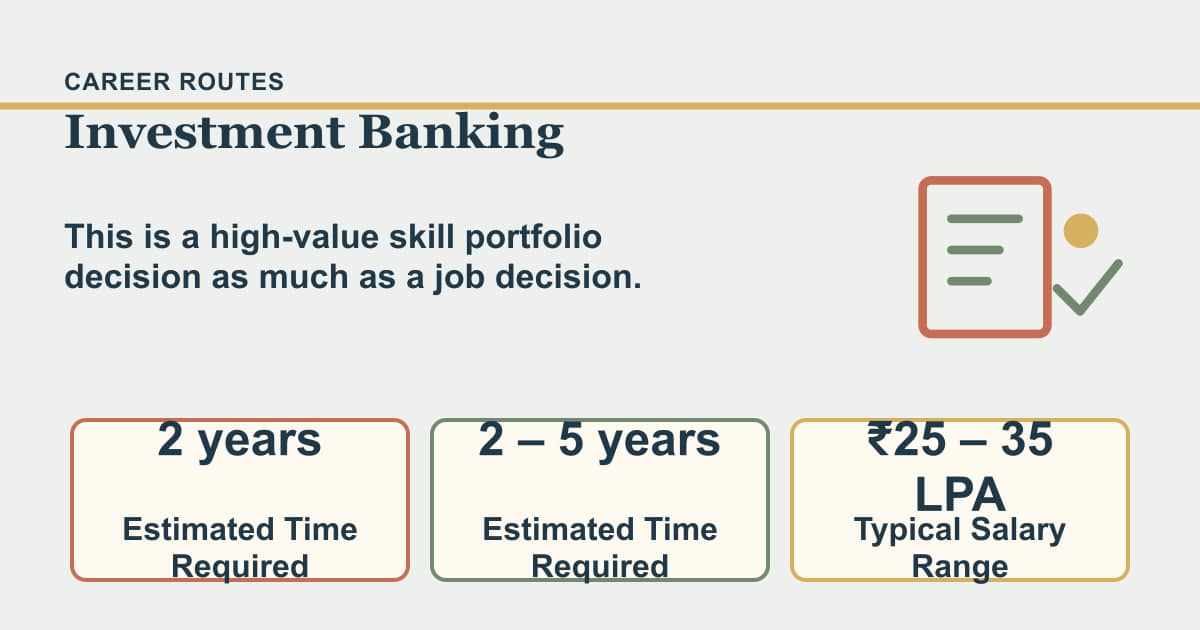 CAREER ROUTES
Investment Banking
This is a high-value skill portfolio
decision as much as a job decision.
2 years
Estimated Time
Required
2 – 5 years
Estimated Time
Required
₹25 – 35
LPA
Typical Salary
Range